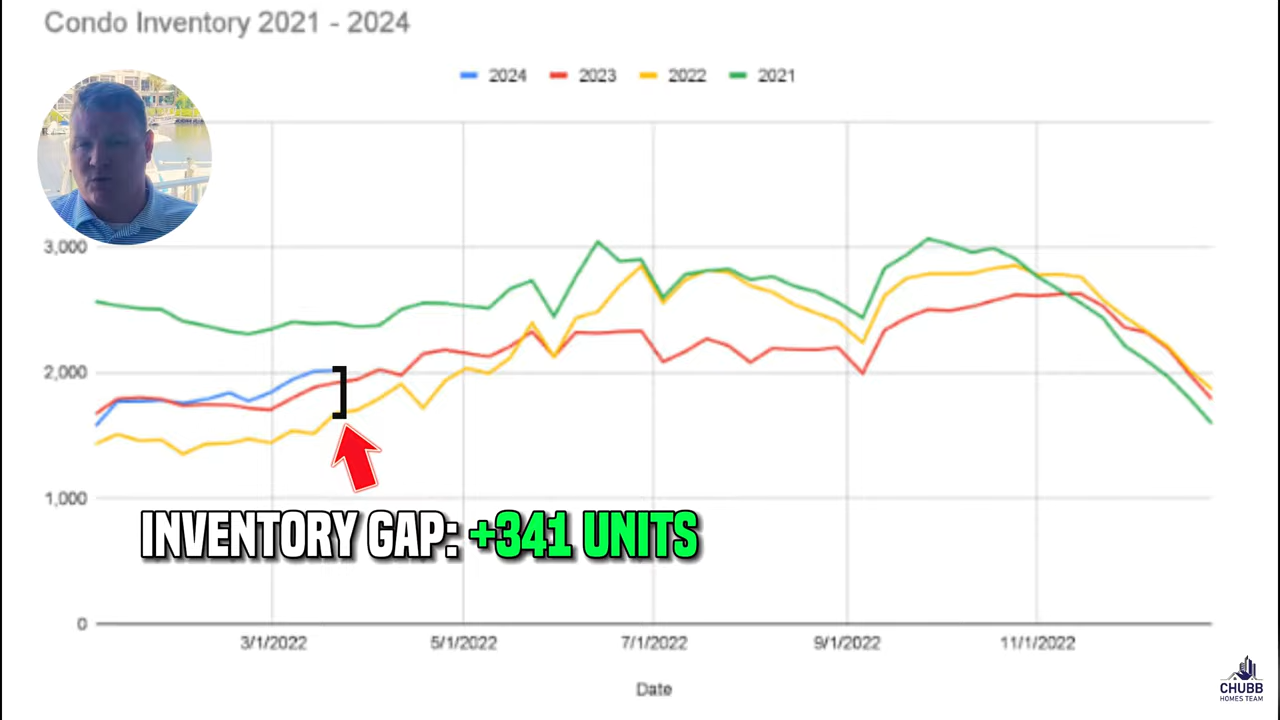 Condo Inventory 2021 - 2024
2024 2023 2022 2021
3,000
2,000
1,000
INVENTORY GAP: +341 UNITS
0
3/1/2022 5/1/2022 7/1/2022 9/1/2022 11/1/2022
Date
CHUBB
HOMES TEAM